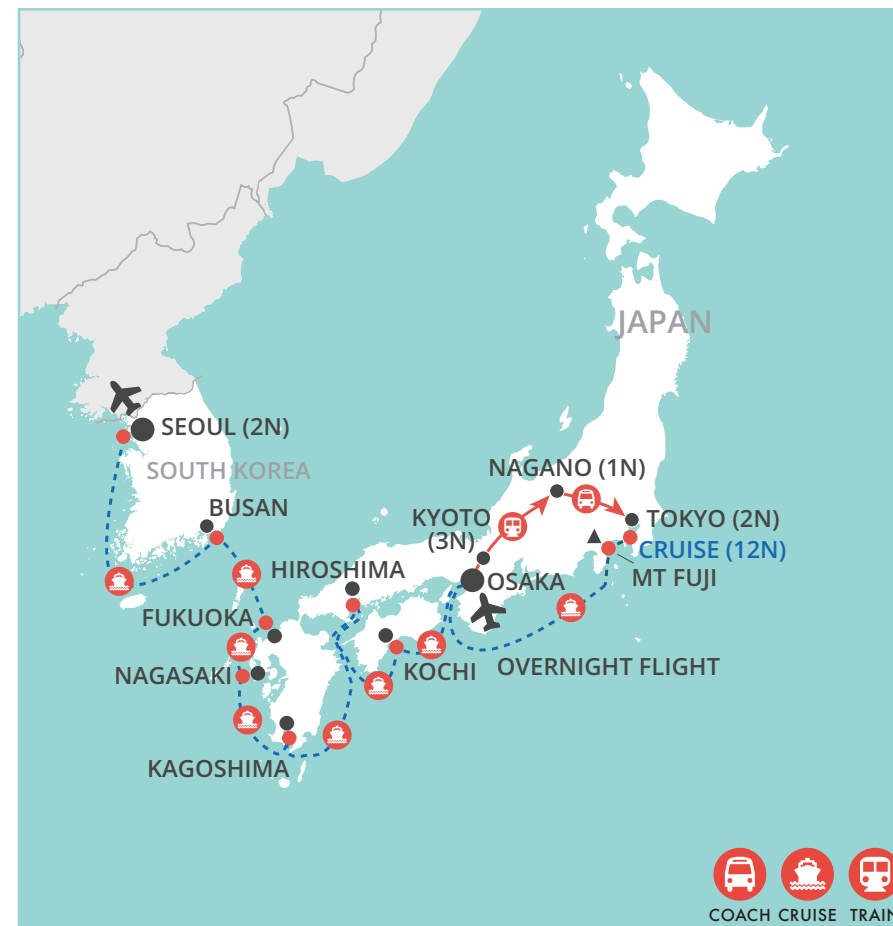 JAPAN
SEOUL (2N)
SOUTH KOREA
BUSAN
NAGANO (1N)
KYOTO
(3N)
TOKYO (2N)
CRUISE (12N)
MT FUJI
HIROSHIMA
OSAKA
FUKUOKA
NAGASAKI
KOCHI
OVERNIGHT FLIGHT
KAGOSHIMA
COACH CRUISE TRAIN